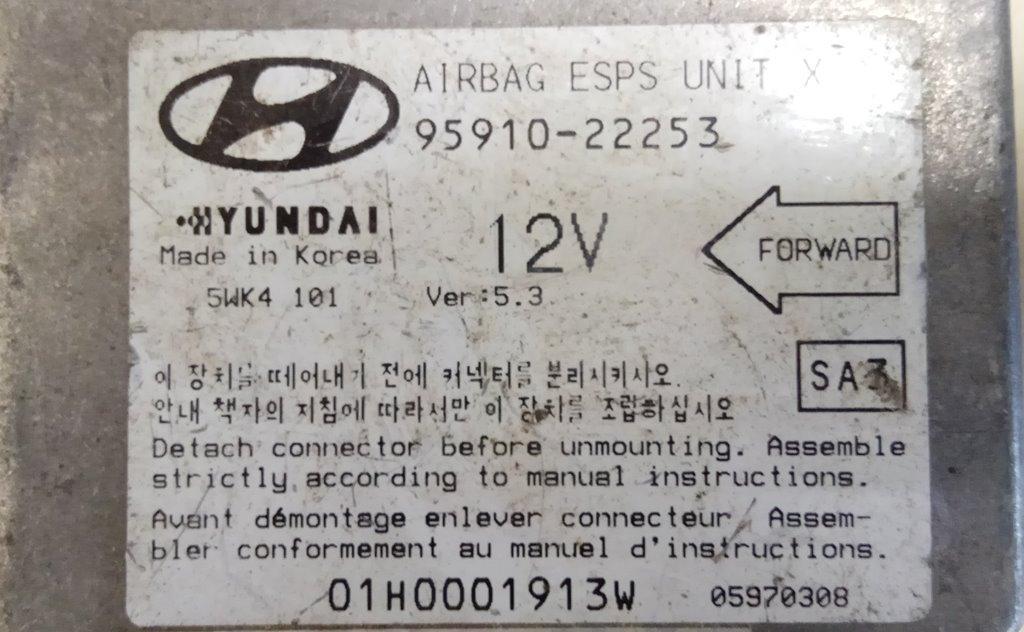 AIRBAG ESPS UNIT X
95910-22253
HYUNDAI
12V
FORWARD
Made in Korea
5WK4 101
Ver:5.3
이 장치를 떼어내기 전에 커넥터를 분리시키시오.
SA3
안내 책자의 지침에 따라서만 이 장치를 조립하십시오
Detach connector before unmounting. Assemble
strictly according to manual instructions.
Avant démontage enlever connecteur. Assem-
bler conformement au manuel d'instructions.
01H0001913W
05970308